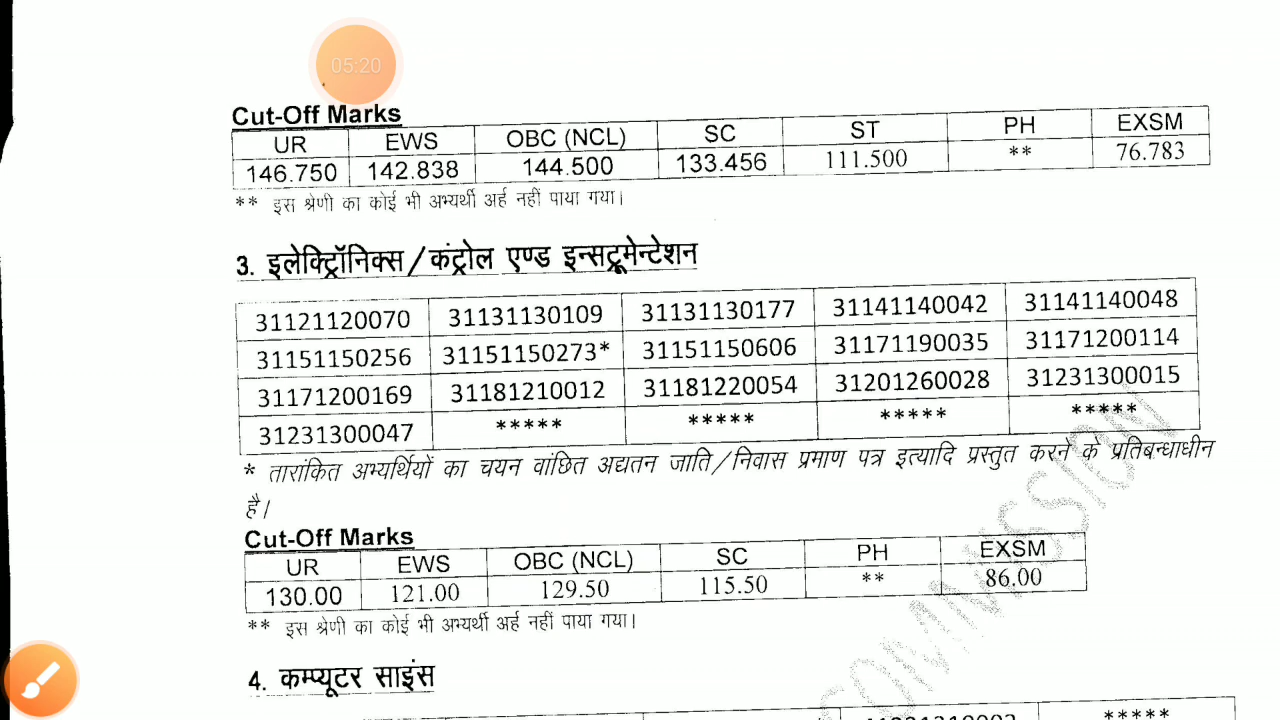 05:20
Cut-Off Marks
UR EWS OBC (NCL) SC ST PH EXSM
146.750 142.838 144.500 133.456 111.500 ** 76.783
** इस श्रेणी का कोई भी अभ्यर्थी अर्ह नहीं पाया गया।
3. इलेक्ट्रॉनिक्स/कंट्रोल एण्ड इन्सट्रूमेन्टेशन
31121120070 31131130109 31131130177 31141140042 31141140048
31151150256 31151150273* 31151150606 31171190035 31171200114
31171200169 31181210012 31181220054 31201260028 31231300015
31231300047 ***** ***** ***** *****
* तारांकित अभ्यर्थियों का चयन वांछित अद्यतन जाति/निवास प्रमाण पत्र इत्यादि प्रस्तुत करने के प्रतिबन्धाधीन
है।
Cut-Off Marks
UR EWS OBC (NCL) SC PH EXSM
130.00 121.00 129.50 115.50 ** 86.00
** इस श्रेणी का कोई भी अभ्यर्थी अर्ह नहीं पाया गया।
4. कम्प्यूटर साइंस
*****